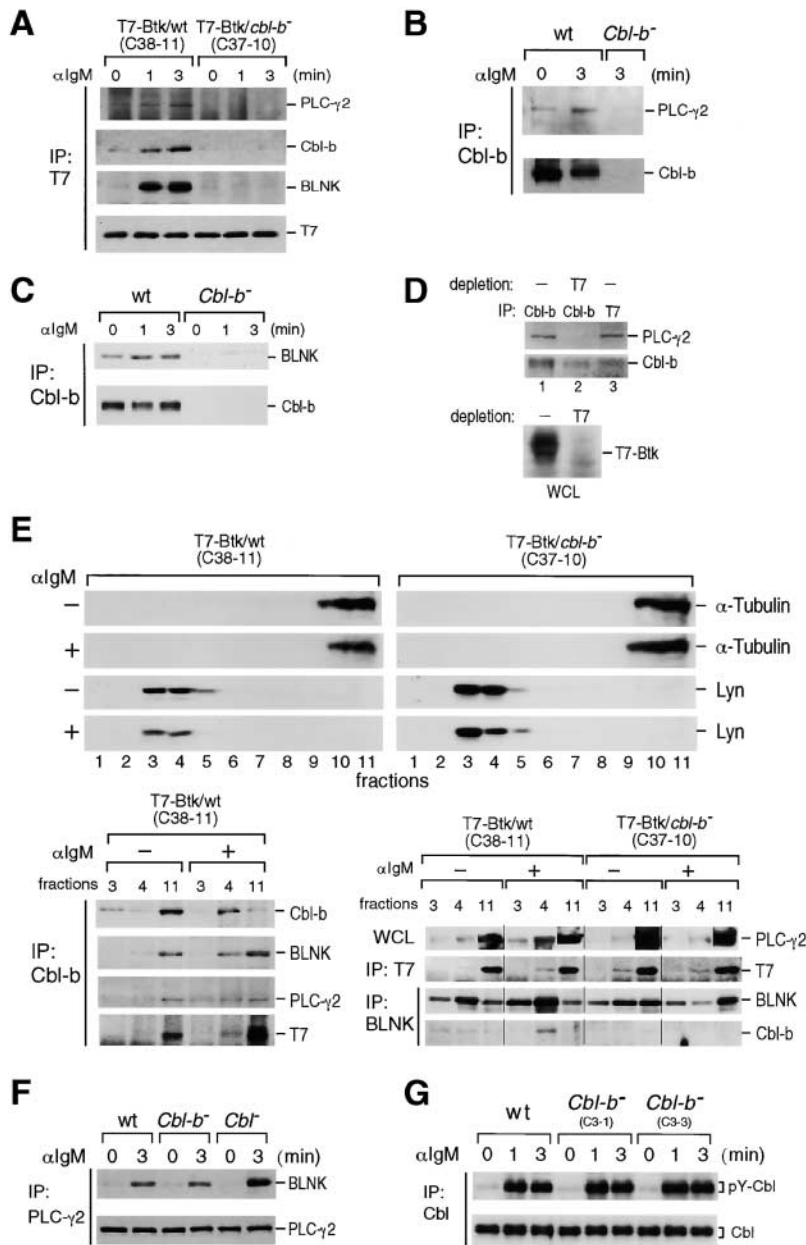 A
T7-Btk/wt T7-Btk/cbl-b-
(C38-11) (C37-10)
αIgM 0 1 3 0 1 3 (min)
IP: T7
PLC-γ2
Cbl-b
BLNK
T7
B
wt Cbl-b-
αIgM 0 3 3 (min)
IP: Cbl-b
PLC-γ2
Cbl-b
C
wt Cbl-b-
αIgM 0 1 3 0 1 3 (min)
IP: Cbl-b
BLNK
Cbl-b
D
depletion: – T7 –
IP: Cbl-b Cbl-b T7
PLC-γ2
Cbl-b
1 2 3
depletion: – T7
T7-Btk
WCL
E
T7-Btk/wt T7-Btk/cbl-b-
(C38-11) (C37-10)
αIgM
– α-Tubulin
+ α-Tubulin
– Lyn
+ Lyn
1 2 3 4 5 6 7 8 9 10 11 1 2 3 4 5 6 7 8 9 10 11
fractions
T7-Btk/wt
(C38-11)
αIgM – +
fractions 3 4 11 3 4 11
IP: Cbl-b
Cbl-b
BLNK
PLC-γ2
T7
T7-Btk/wt T7-Btk/cbl-b-
(C38-11) (C37-10)
αIgM – + – +
fractions 3 4 11 3 4 11 3 4 11 3 4 11
WCL PLC-γ2
IP: T7 T7
IP: BLNK
BLNK
Cbl-b
F
wt Cbl-b- Cbl-
αIgM 0 3 0 3 0 3 (min)
IP: PLC-γ2
BLNK
PLC-γ2
G
wt Cbl-b- Cbl-b-
(C3-1) (C3-3)
αIgM 0 1 3 0 1 3 0 1 3 (min)
IP: Cbl
pY-Cbl
Cbl